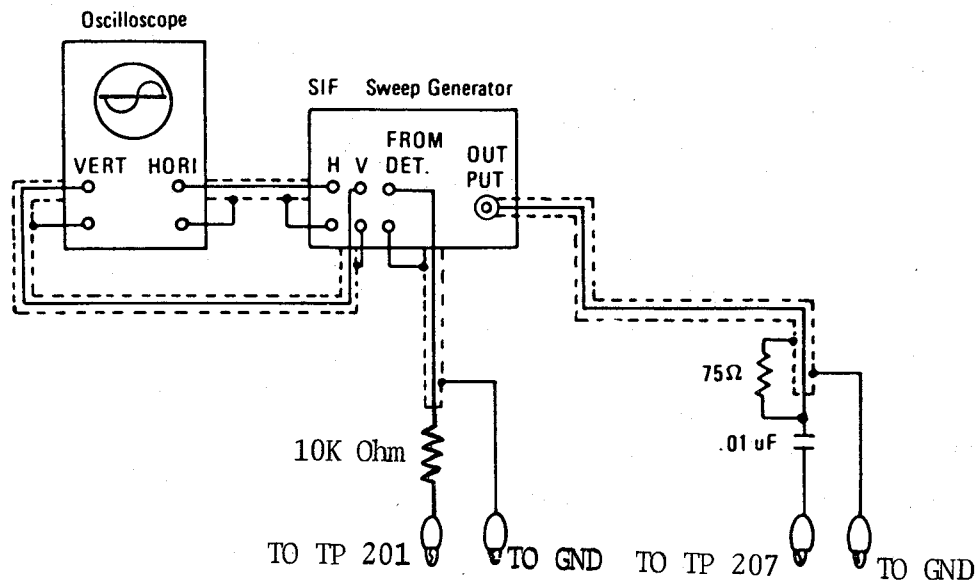 Oscilloscope
SIF Sweep Generator
VERT HORI
H V
FROM
DET.
OUT
PUT
75Ω
.01 uF
10K Ohm
TO TP 201
TO GND
TO TP 207
TO GND